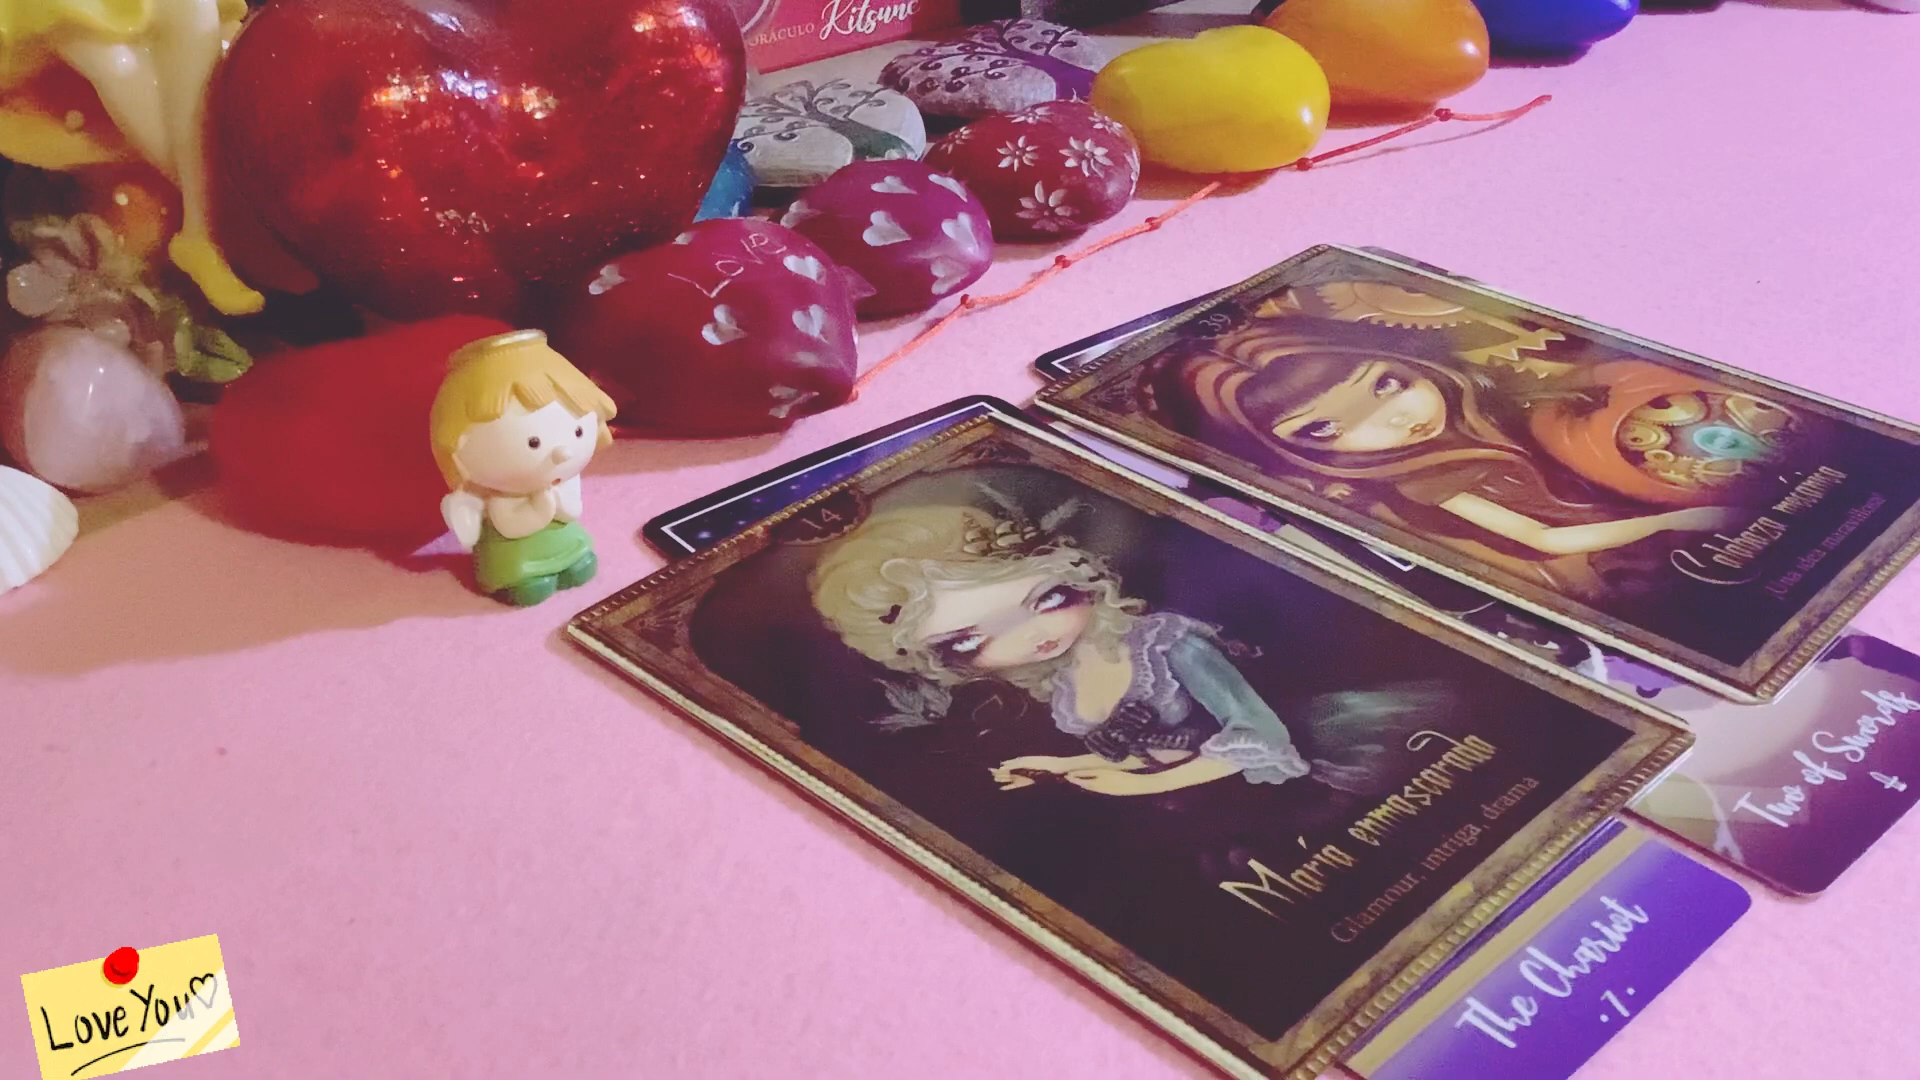 ORÁCULO Kitsune
Love
39
Calabaza mecánica
¡Una idea maravillosa!
14
María enmascarada
Glamour, intriga, drama
Two of Swords
The Chariot
.7.
Love You♡